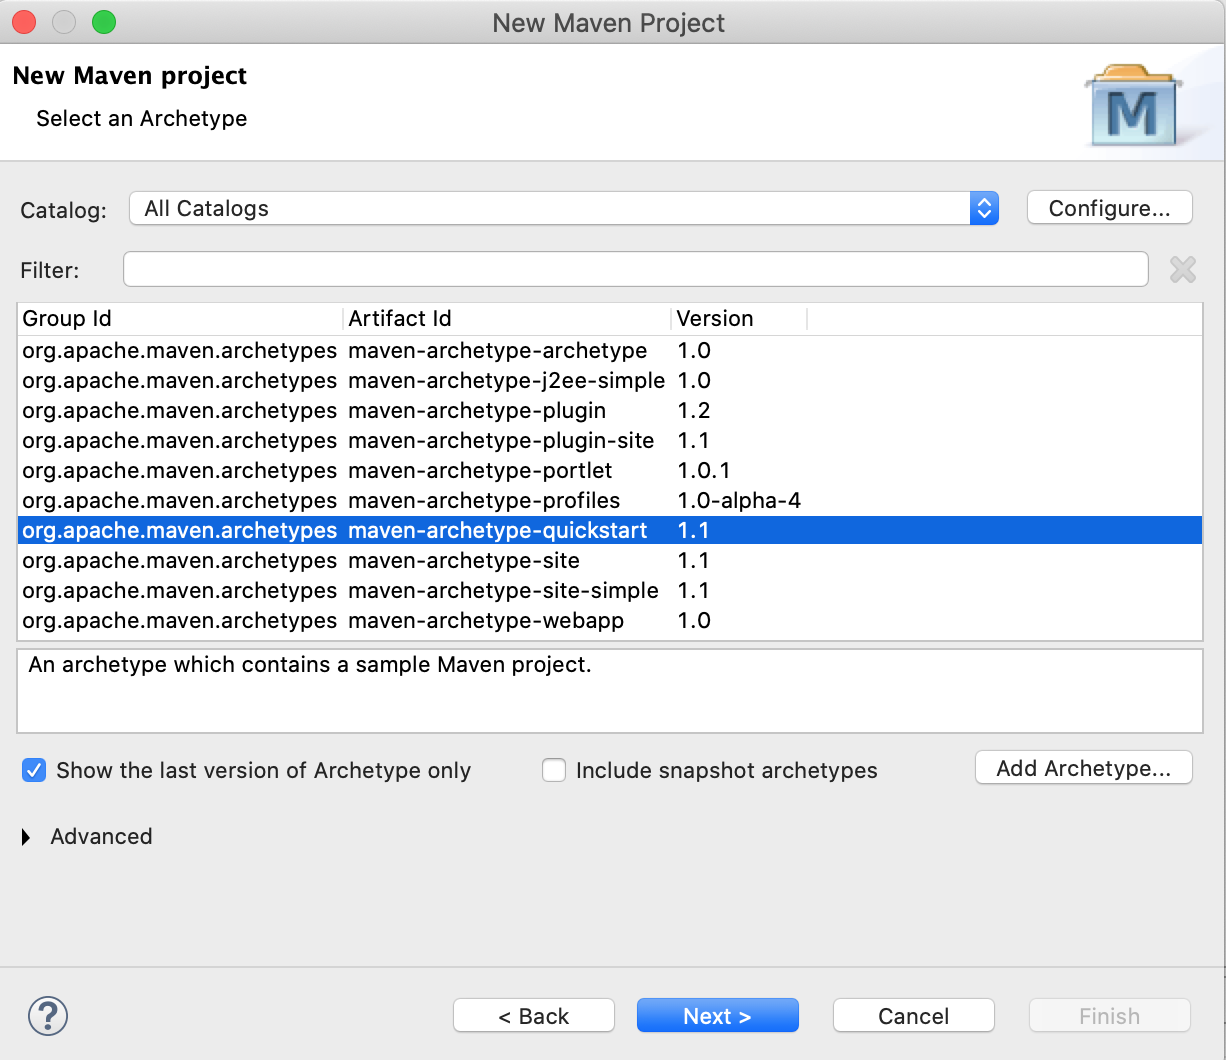 New Maven Project
New Maven project
Select an Archetype
M
Catalog: All Catalogs Configure...
Filter:
Group Id Artifact Id Version
org.apache.maven.archetypes maven-archetype-archetype 1.0
org.apache.maven.archetypes maven-archetype-j2ee-simple 1.0
org.apache.maven.archetypes maven-archetype-plugin 1.2
org.apache.maven.archetypes maven-archetype-plugin-site 1.1
org.apache.maven.archetypes maven-archetype-portlet 1.0.1
org.apache.maven.archetypes maven-archetype-profiles 1.0-alpha-4
org.apache.maven.archetypes maven-archetype-quickstart 1.1
org.apache.maven.archetypes maven-archetype-site 1.1
org.apache.maven.archetypes maven-archetype-site-simple 1.1
org.apache.maven.archetypes maven-archetype-webapp 1.0
An archetype which contains a sample Maven project.
Show the last version of Archetype only Include snapshot archetypes Add Archetype...
Advanced
? < Back Next > Cancel Finish